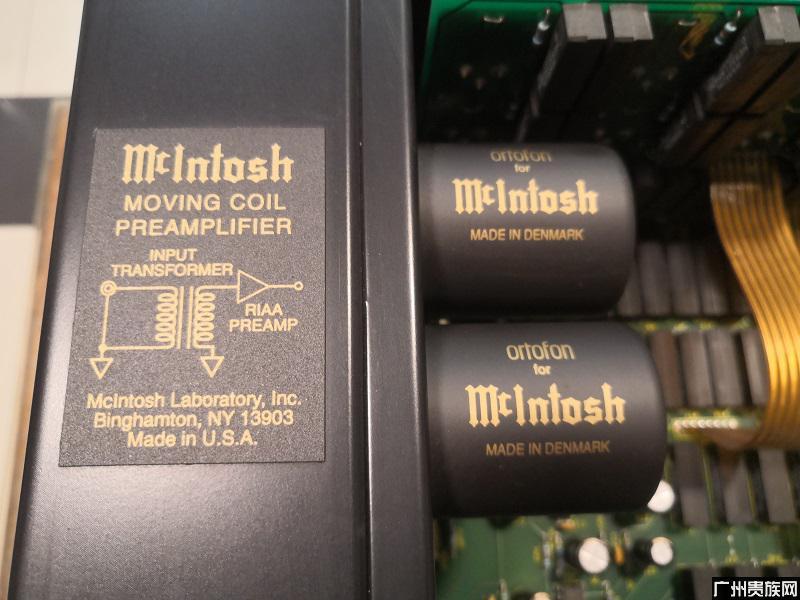 McIntosh
MOVING COIL
PREAMPLIFIER
INPUT
TRANSFORMER
RIAA
PREAMP
McIntosh Laboratory, Inc.
Binghamton, NY 13903
Made in U.S.A.
ortofon
for
McIntosh
MADE IN DENMARK
ortofon
for
McIntosh
MADE IN DENMARK
广州贵族网